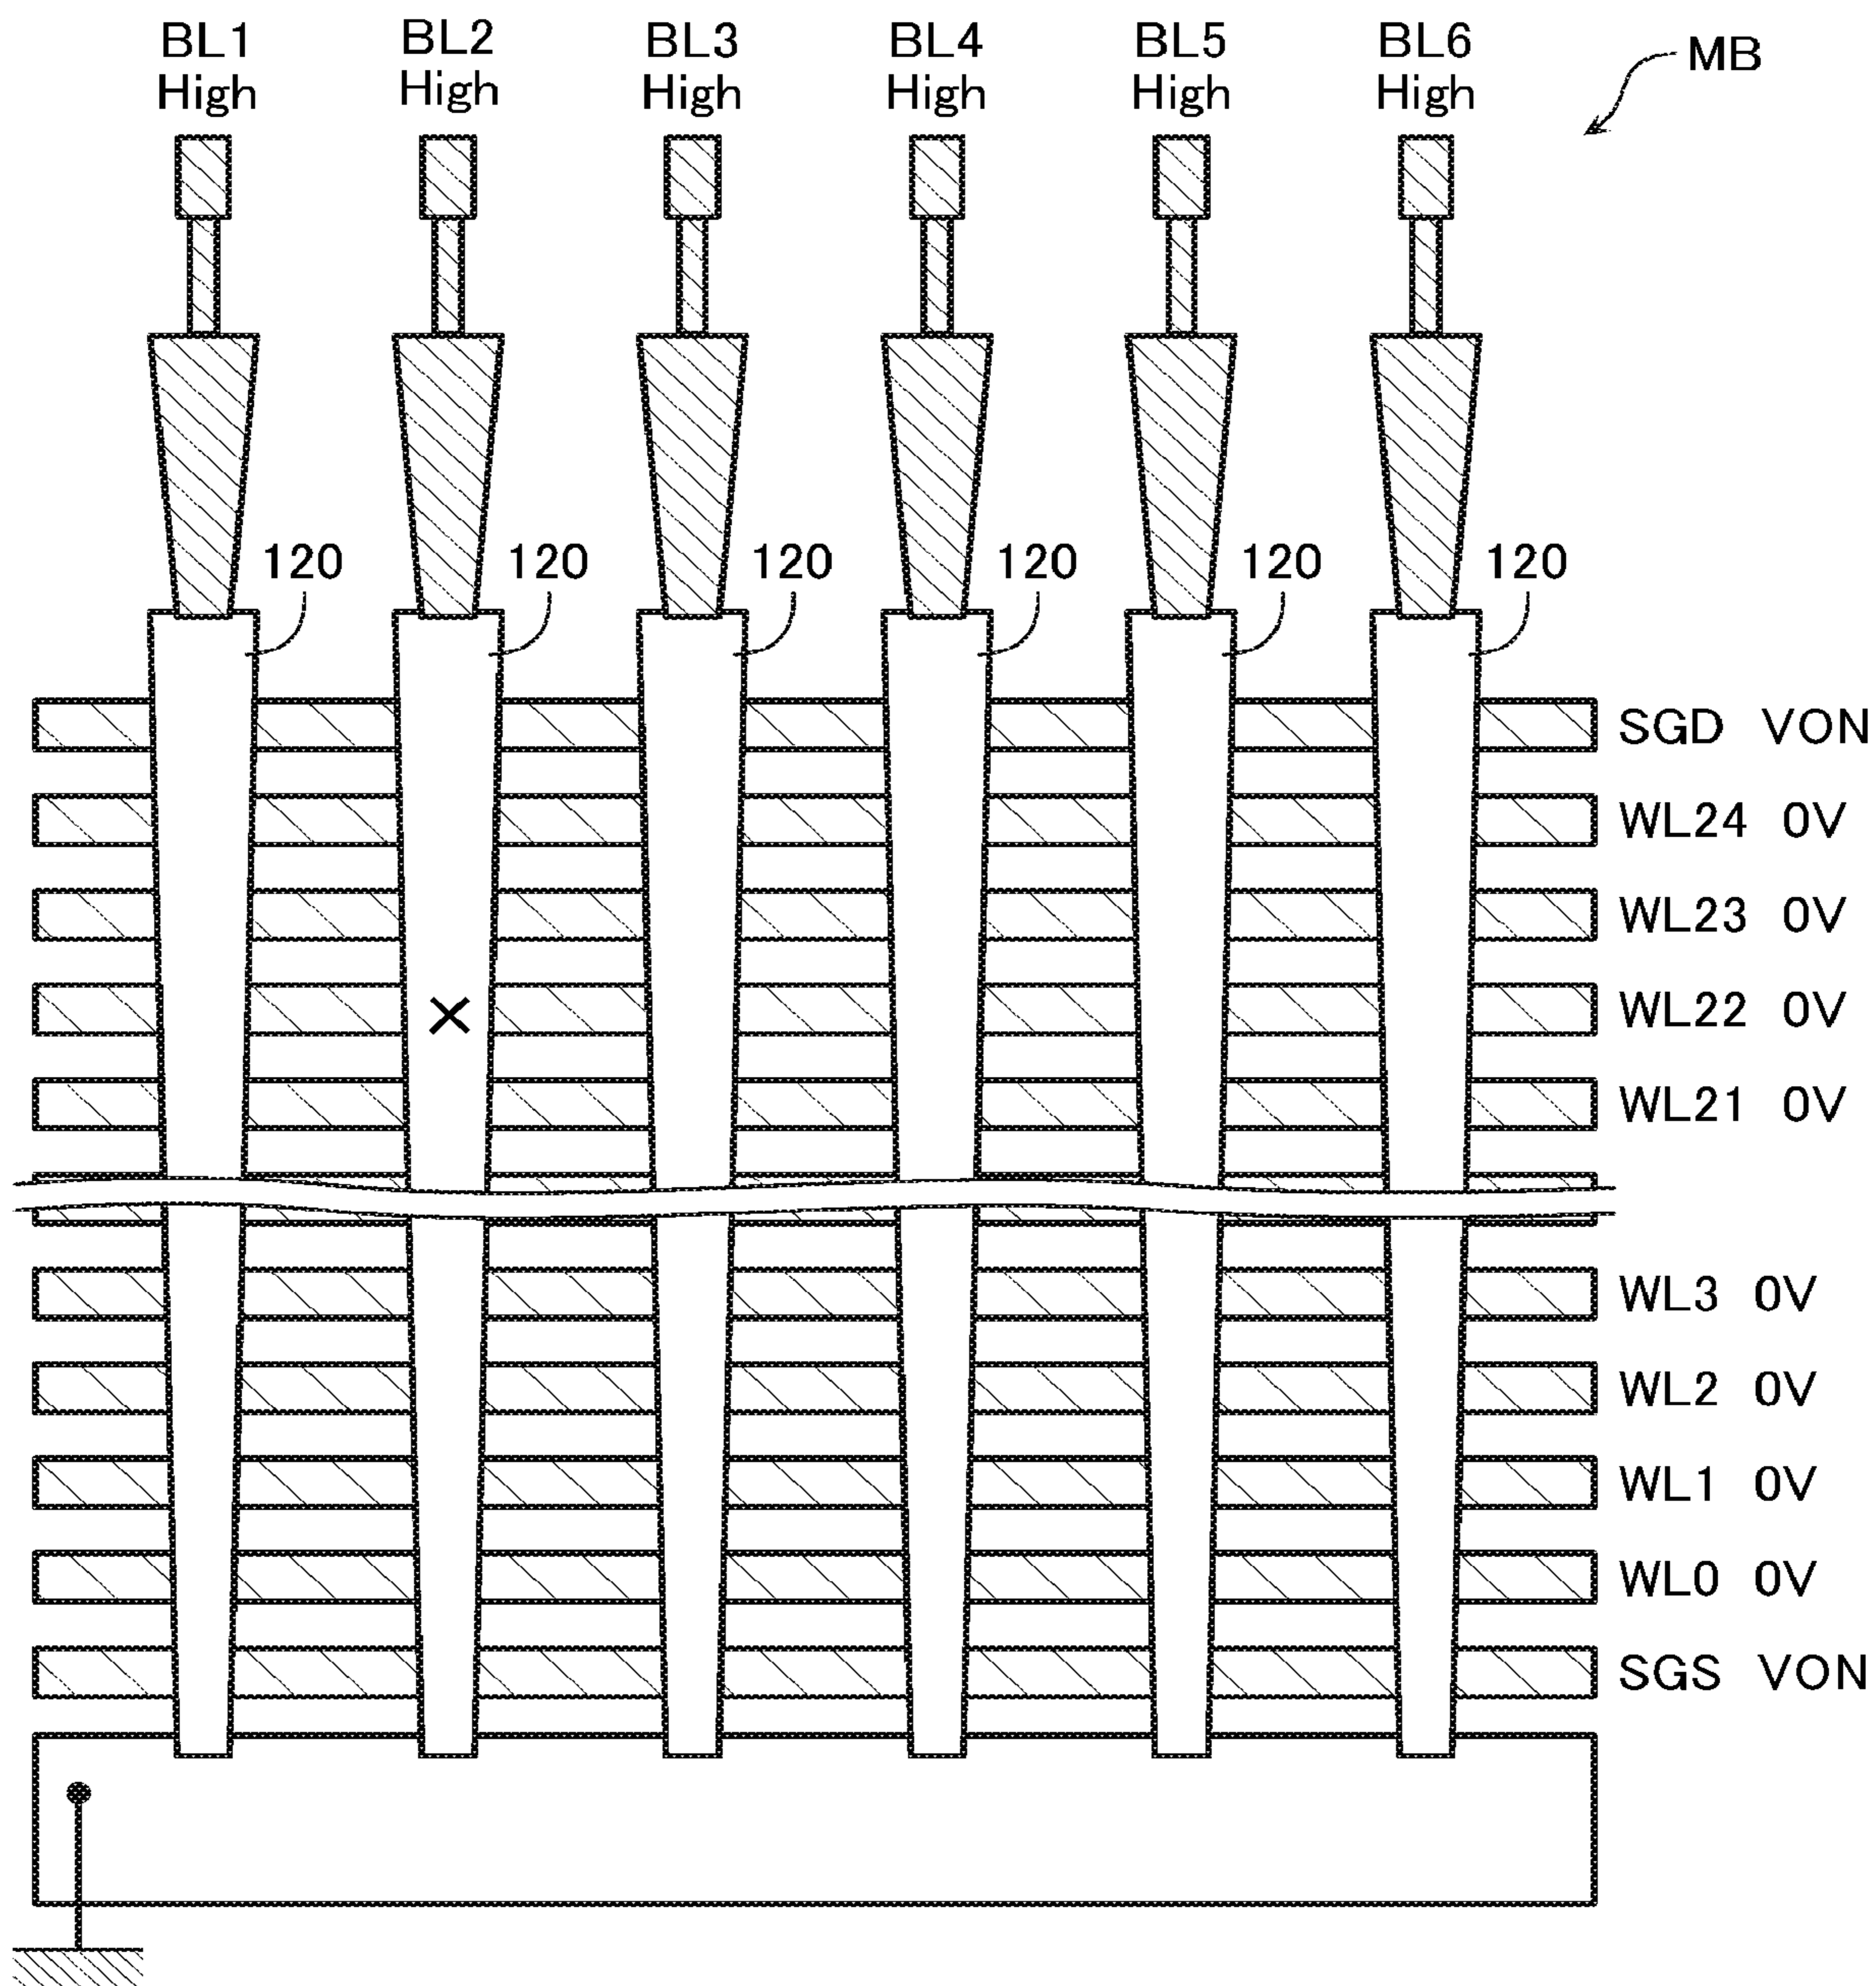 BL1 BL2 BL3 BL4 BL5 BL6
High High High High High High
MB
120 120 120 120 120 120
SGD VON
WL24 0V
WL23 0V
WL22 0V
WL21 0V
WL3 0V
WL2 0V
WL1 0V
WL0 0V
SGS VON